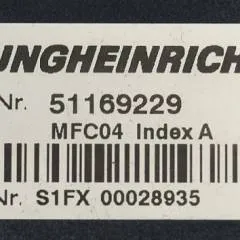 UNGHEINRICH
Nr. 51169229
MFC04 Index A
Nr. S1FX 00028935